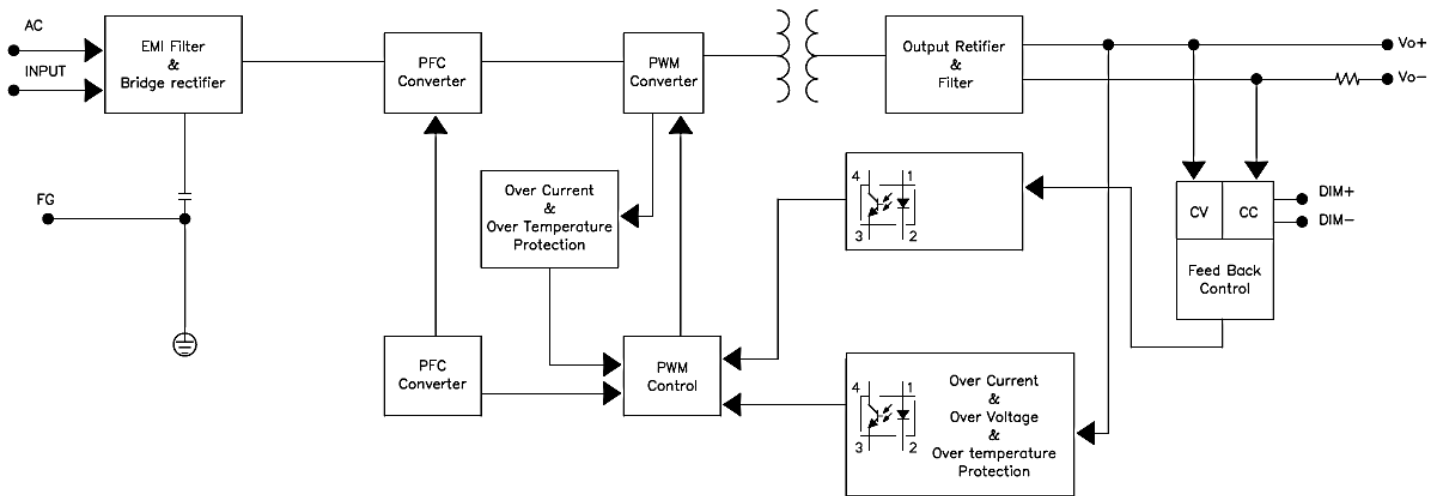 AC
INPUT
EMI Filter
&
Bridge rectifier
PFC
Converter
PWM
Converter
Output Retifier
&
Filter
Vo+
Vo-
FG
Over Current
&
Over Temperature
Protection
4
1
3
2
CV
CC
DIM+
DIM-
Feed Back
Control
PFC
Converter
PWM
Control
4
1
3
2
Over Current
&
Over Voltage
&
Over temperature
Protection